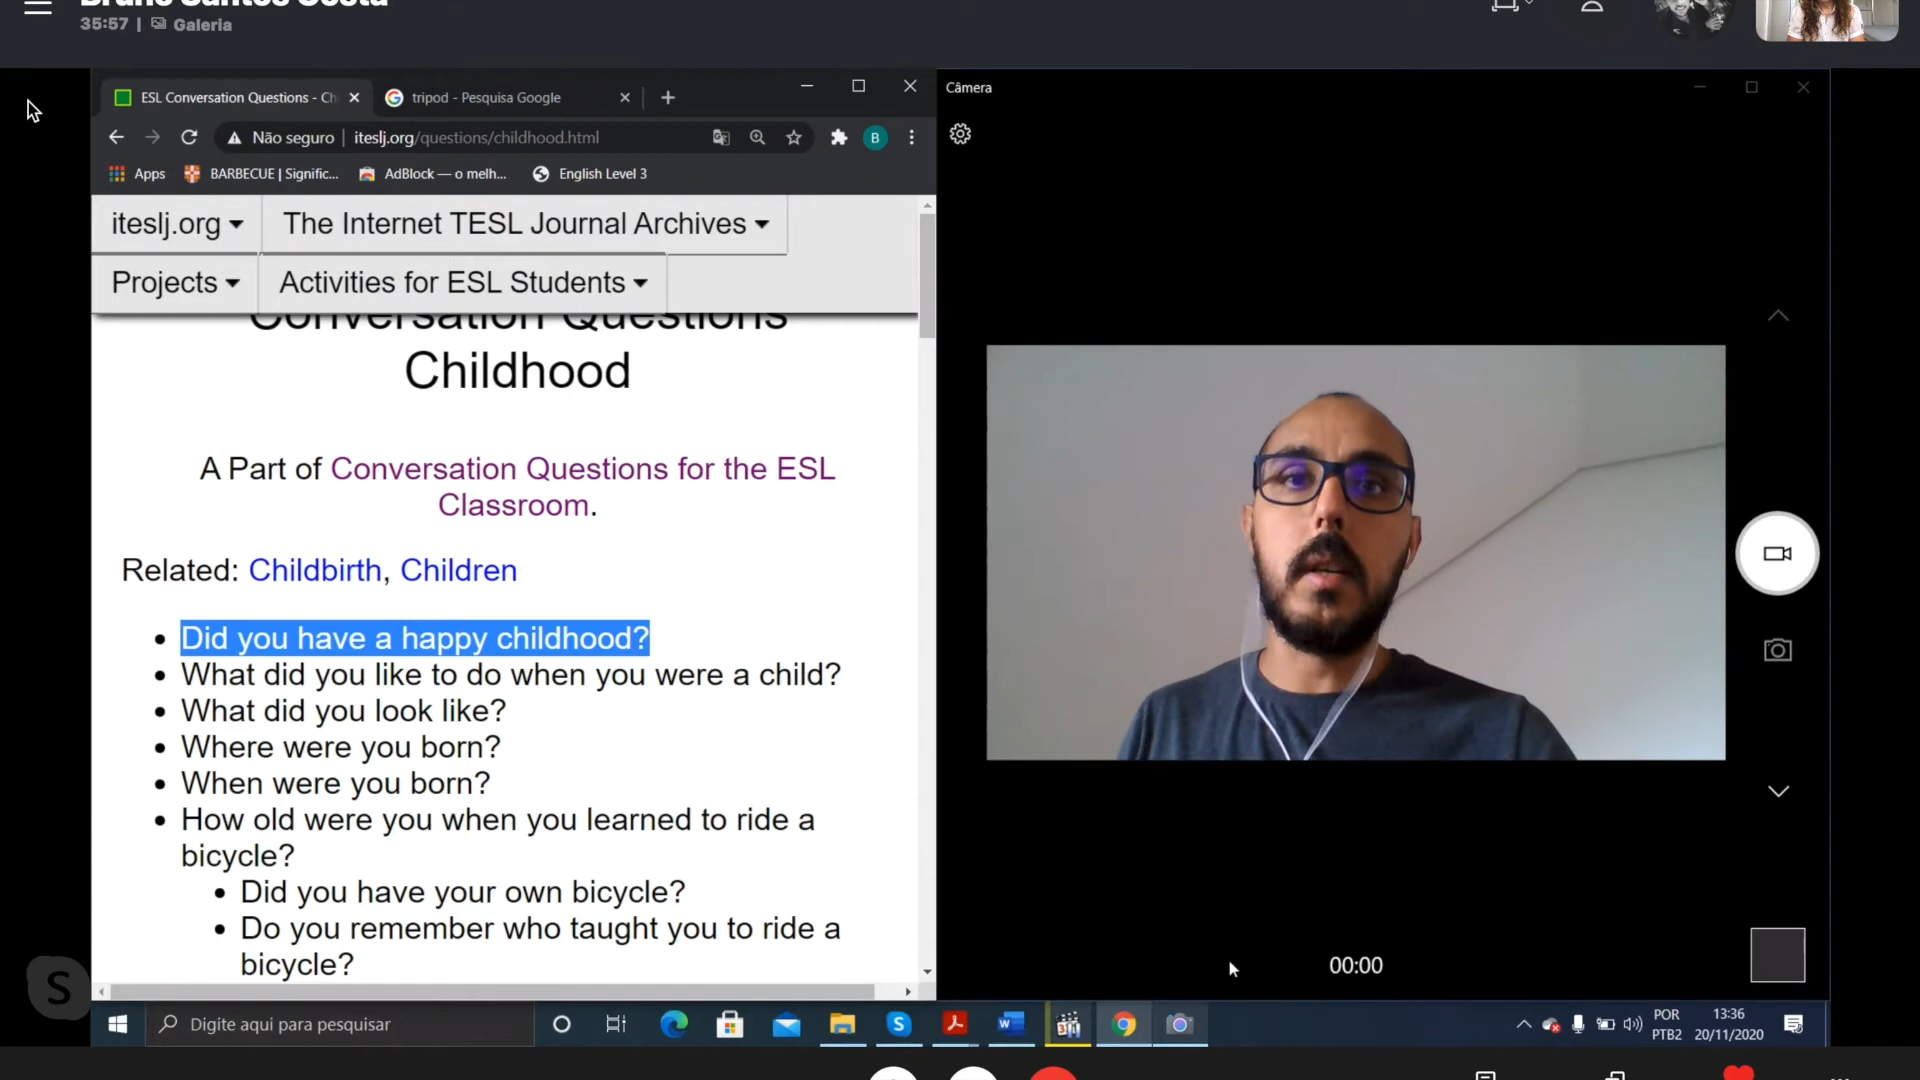 Bruno Santos Costa
35:57 | Galeria
ESL Conversation Questions - Ch
tripod - Pesquisa Google
Câmera
Não seguro | iteslj.org/questions/childhood.html
B
Apps
BARBECUE | Signific...
AdBlock — o melh...
English Level 3
iteslj.org
The Internet TESL Journal Archives
Projects
Activities for ESL Students
Conversation Questions
Childhood
A Part of Conversation Questions for the ESL
Classroom.
Related: Childbirth, Children
Did you have a happy childhood?
What did you like to do when you were a child?
What did you look like?
Where were you born?
When were you born?
How old were you when you learned to ride a
bicycle?
Did you have your own bicycle?
Do you remember who taught you to ride a
bicycle?
00:00
S
Digite aqui para pesquisar
POR
PTB2
13:36
20/11/2020